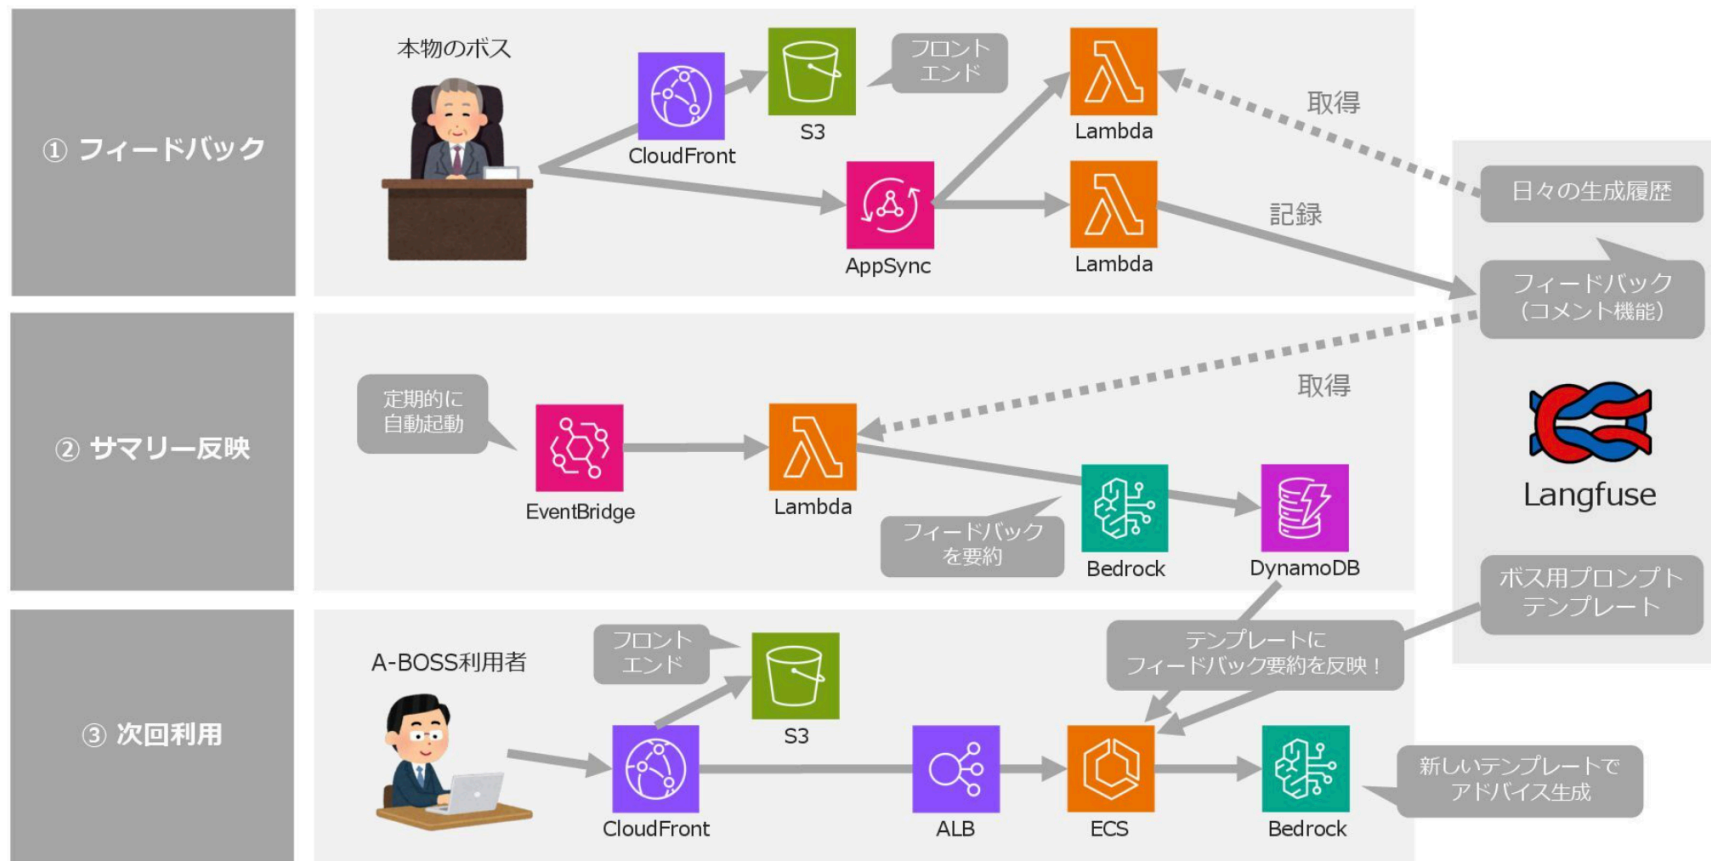 ① フィードバック
本物のボス
CloudFront
S3
フロント
エンド
AppSync
Lambda
Lambda
取得
記録
日々の生成履歴
フィードバック
（コメント機能）
② サマリー反映
定期的に
自動起動
EventBridge
Lambda
取得
フィードバック
を要約
Bedrock
DynamoDB
Langfuse
ボス用プロンプト
テンプレート
③ 次回利用
A-BOSS利用者
フロント
エンド
S3
CloudFront
ALB
テンプレートに
フィードバック要約を反映！
ECS
Bedrock
新しいテンプレートで
アドバイス生成